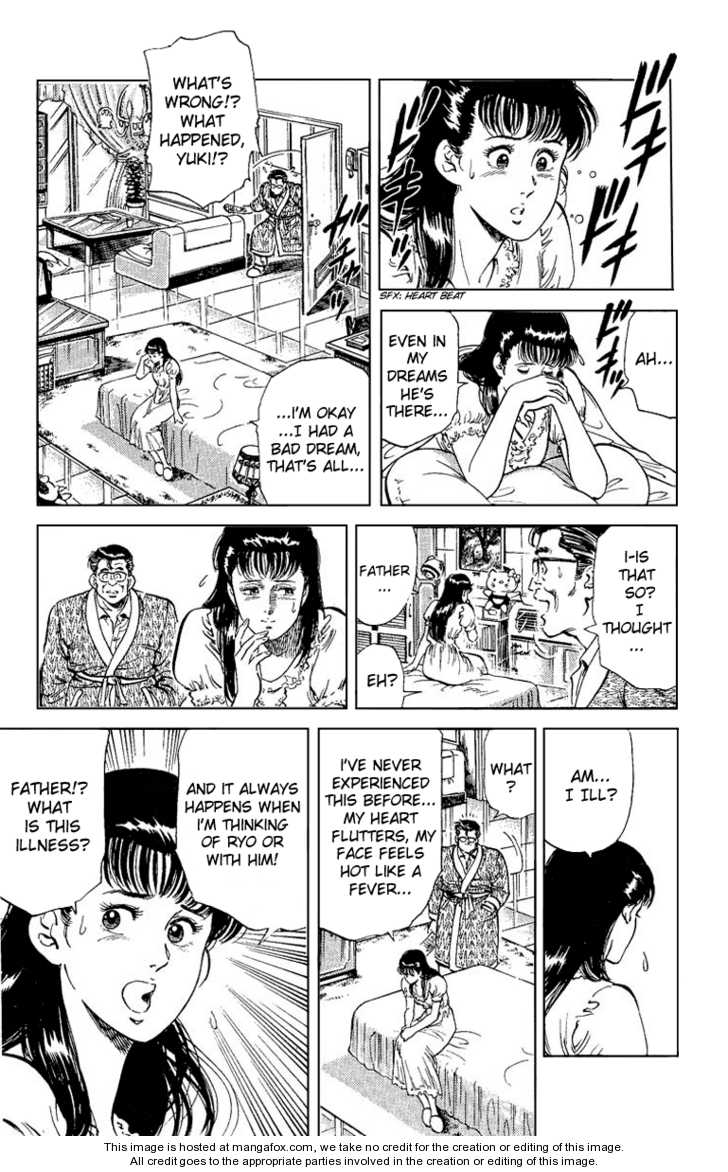 ドキ
ドキ
SFX: HEART BEAT
WHAT'S
WRONG!?
WHAT
HAPPENED,
YUKI!?
...I'M OKAY
...I HAD A
BAD DREAM,
THAT'S ALL...
AH...
EVEN IN
MY
DREAMS
HE'S
THERE...
I-IS
THAT
SO?
I
THOUGHT
...
FATHER
...
EH?
AM...
I ILL?
WHAT
?
I'VE NEVER
EXPERIENCED
THIS BEFORE...
MY HEART
FLUTTERS, MY
FACE FEELS
HOT LIKE A
FEVER...
AND IT ALWAYS
HAPPENS WHEN
I'M THINKING
OF RYO OR
WITH HIM!
FATHER!?
WHAT
IS THIS
ILLNESS?
This image is hosted at mangafox.com, we take no credit for the creation or editing of this image.
All credit goes to the appropriate parties involved in the creation or editing of this image.